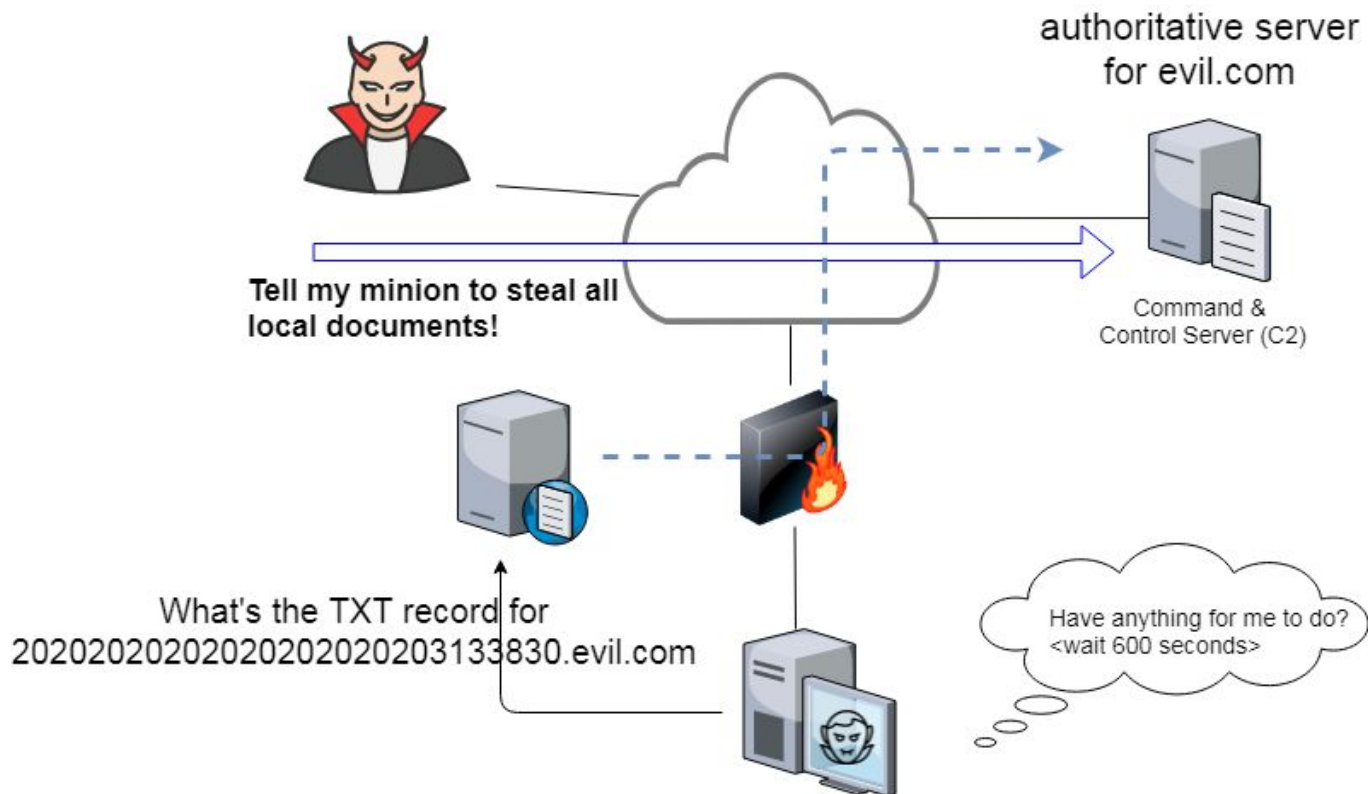 authoritative server
for evil.com
Tell my minion to steal all
local documents!
Command &
Control Server (C2)
What's the TXT record for
2020202020202020202020203133830.evil.com
Have anything for me to do?
<wait 600 seconds>